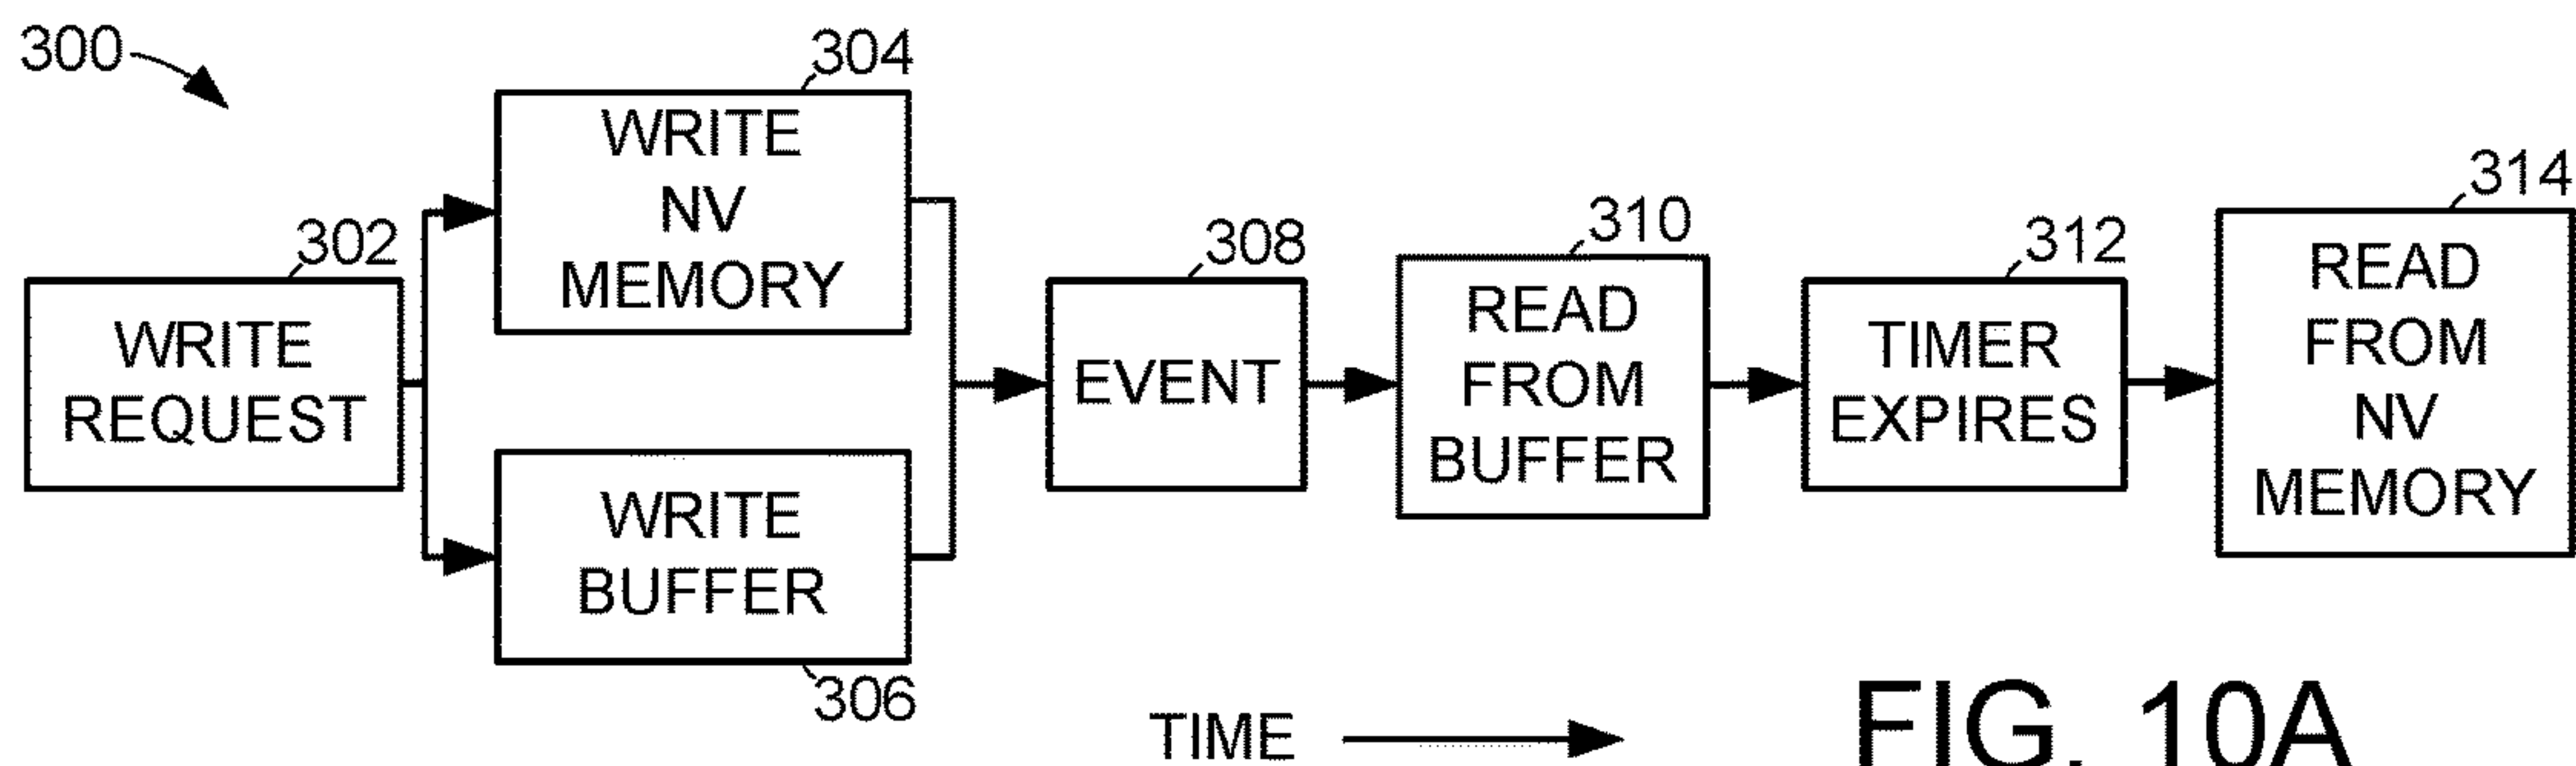 300
302
WRITE
REQUEST
304
WRITE
NV
MEMORY
WRITE
BUFFER
306
308
EVENT
310
READ
FROM
BUFFER
312
TIMER
EXPIRES
314
READ
FROM
NV
MEMORY
TIME
FIG. 10A